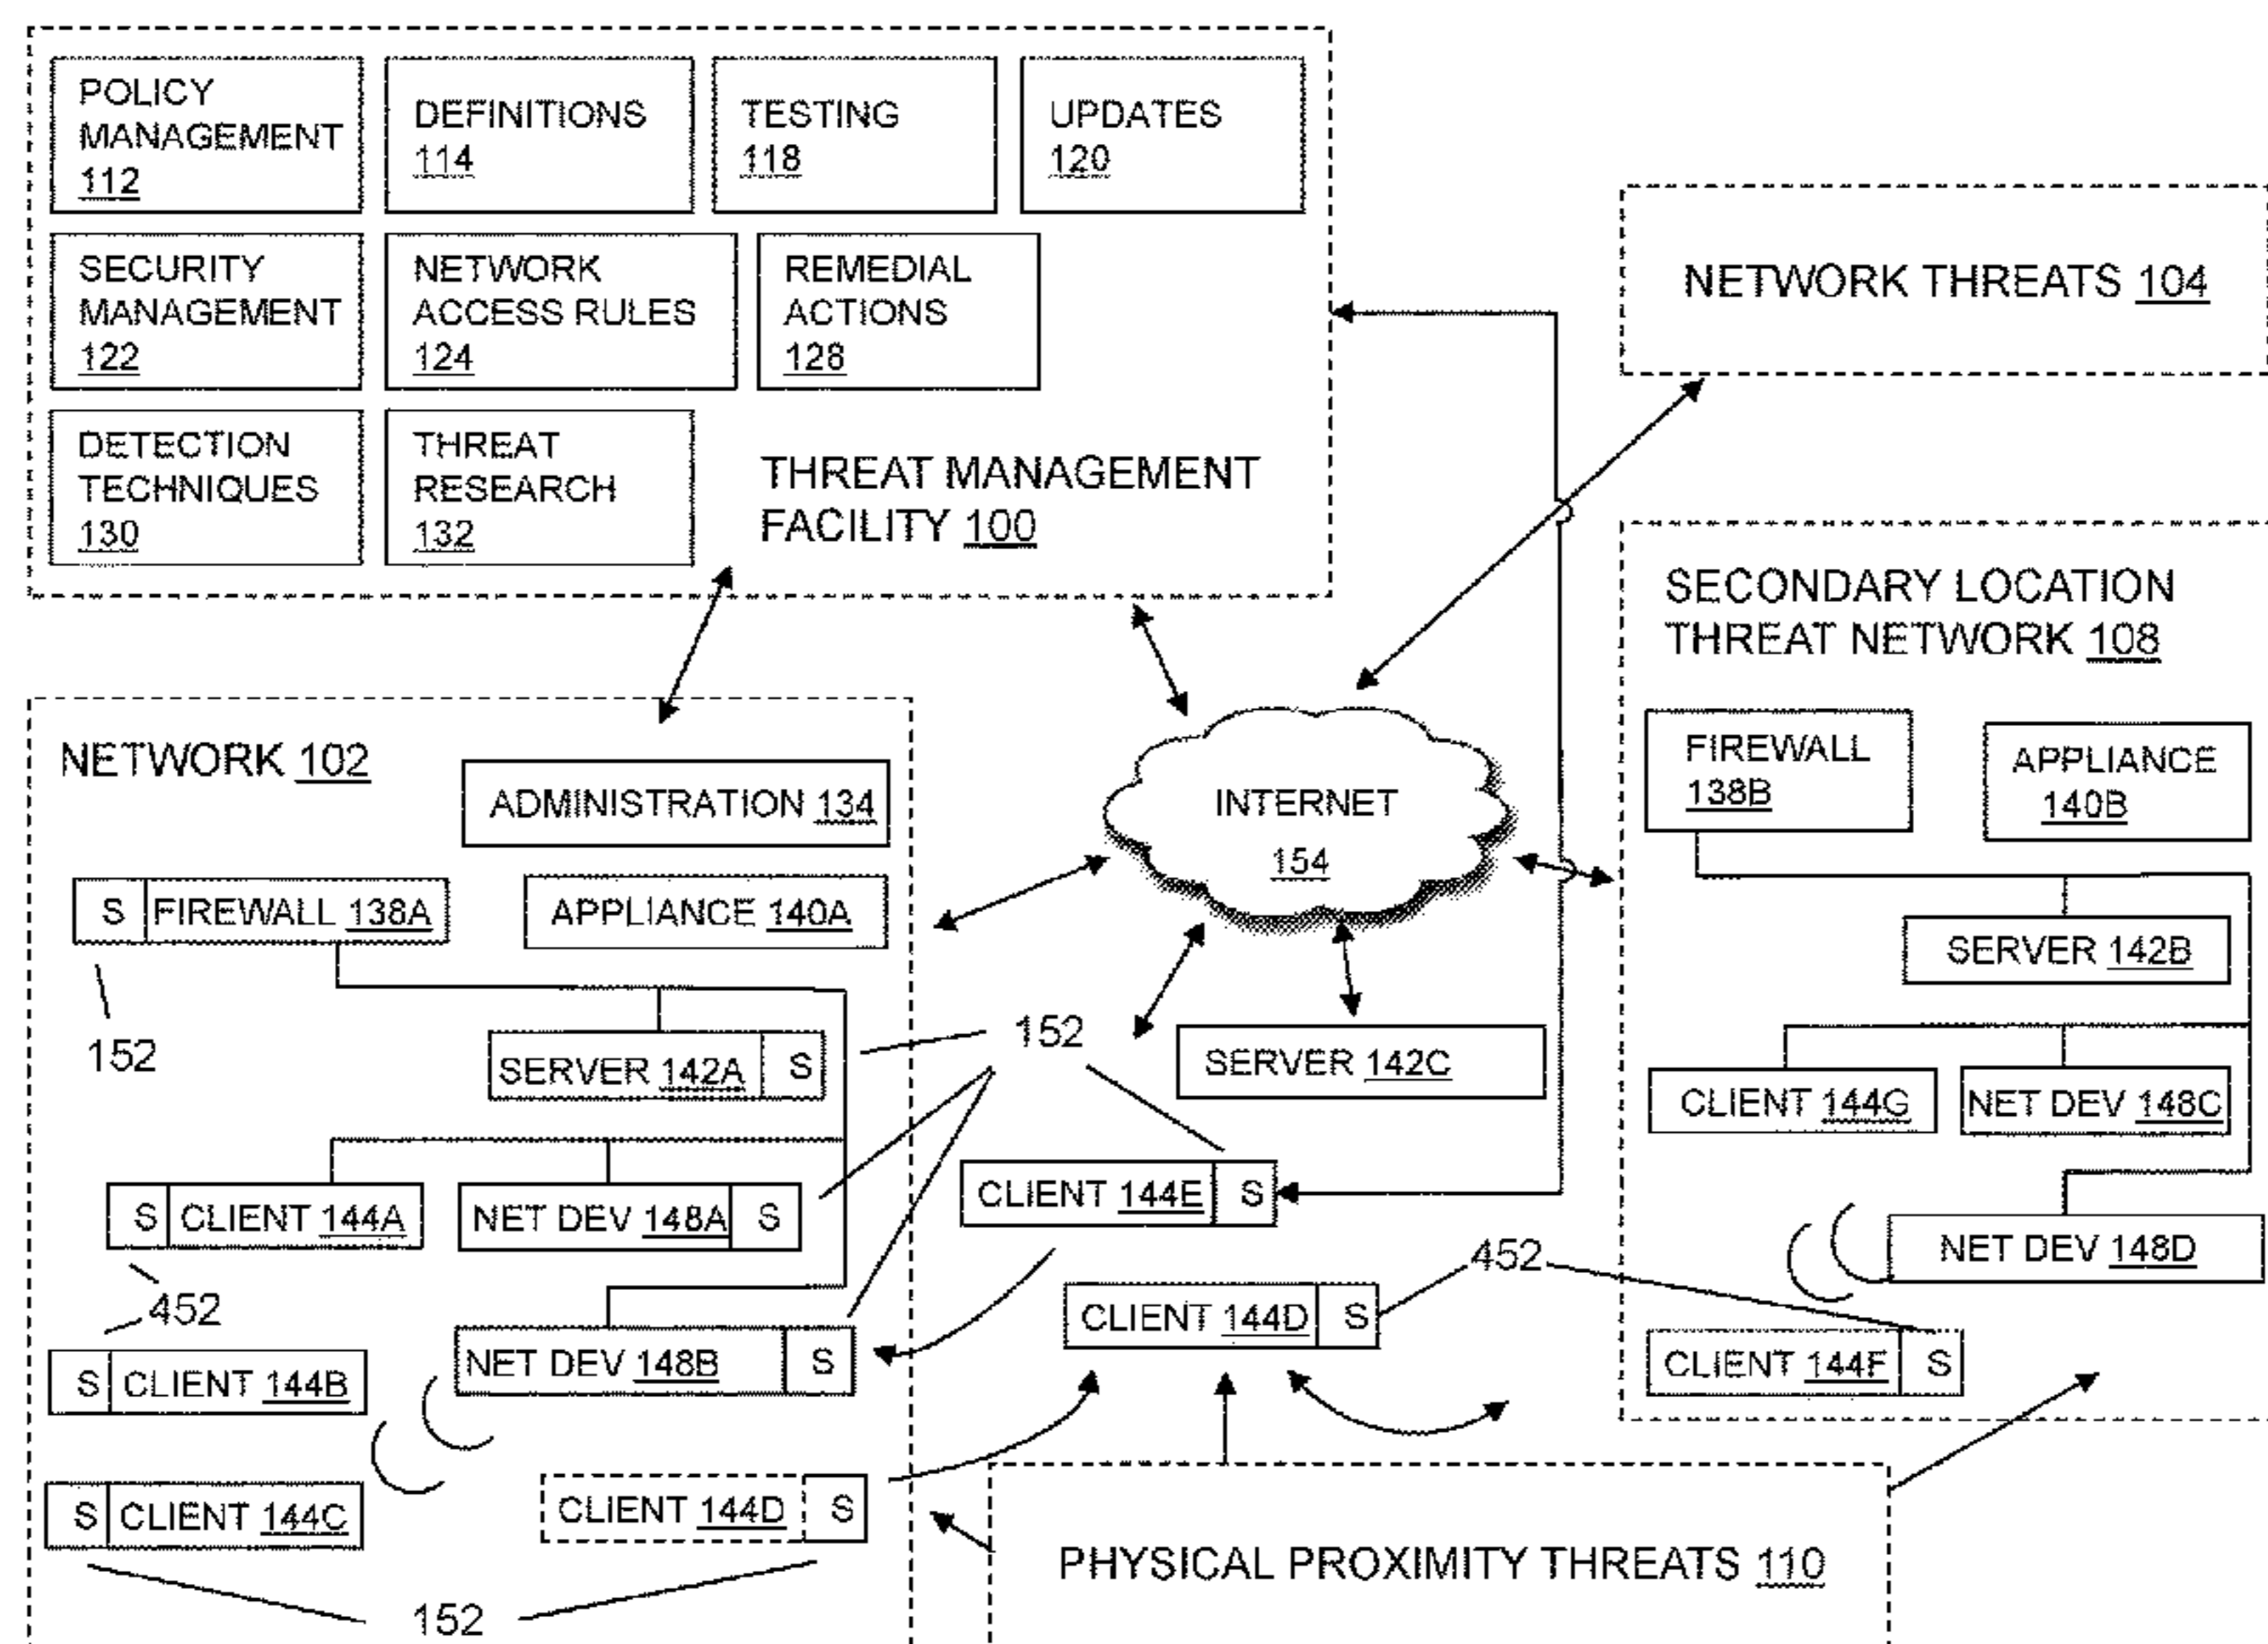 POLICY
MANAGEMENT
112
DEFINITIONS
114
TESTING
118
UPDATES
120
SECURITY
MANAGEMENT
122
NETWORK
ACCESS RULES
124
REMEDIAL
ACTIONS
128
DETECTION
TECHNIQUES
130
THREAT
RESEARCH
132
THREAT MANAGEMENT
FACILITY 100
NETWORK THREATS 104
SECONDARY LOCATION
THREAT NETWORK 108
FIREWALL
138B
APPLIANCE
140B
SERVER 142B
CLIENT 144G
NET DEV 148C
NET DEV 148D
CLIENT 144F S
NETWORK 102
ADMINISTRATION 134
S FIREWALL 138A
APPLIANCE 140A
152
SERVER 142A S
S CLIENT 144A
NET DEV 148A S
452
S CLIENT 144B
NET DEV 148B S
S CLIENT 144C
CLIENT 144D S
152
INTERNET
154
152
SERVER 142C
CLIENT 144E S
452
CLIENT 144D S
PHYSICAL PROXIMITY THREATS 110